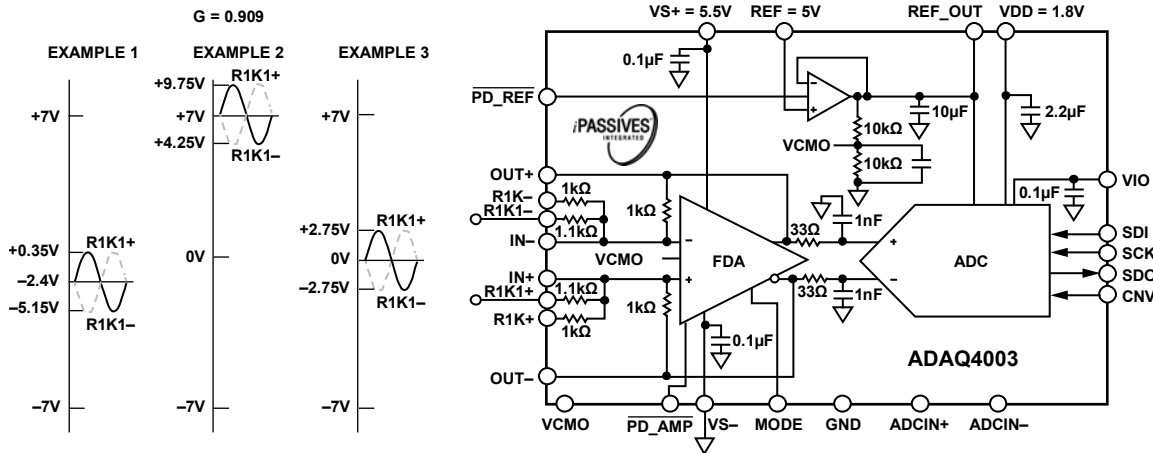 G = 0.909
EXAMPLE 1
EXAMPLE 2
EXAMPLE 3
+7V
+0.35V
R1K1+
–2.4V
–5.15V
R1K1–
–7V
+9.75V
R1K1+
+7V
+4.25V
R1K1–
0V
–7V
+7V
+2.75V
R1K1+
0V
–2.75V
R1K1–
–7V
VS+ = 5.5V
REF = 5V
REF_OUT
VDD = 1.8V
0.1µF
PD_REF
iPASSIVES
INTEGRATED
–
+
10kΩ
VCMO
10kΩ
10µF
2.2µF
0.1µF
VIO
OUT+
R1K–
1kΩ
R1K1–
1.1kΩ
IN–
1kΩ
VCMO
–
FDA
+
IN+
1.1kΩ
R1K1+
R1K+
1kΩ
1kΩ
OUT–
0.1µF
33Ω
1nF
33Ω
1nF
+
ADC
–
SDI
SCK
SDO
CNV
ADAQ4003
VCMO
PD_AMP
VS–
MODE
GND
ADCIN+
ADCIN–